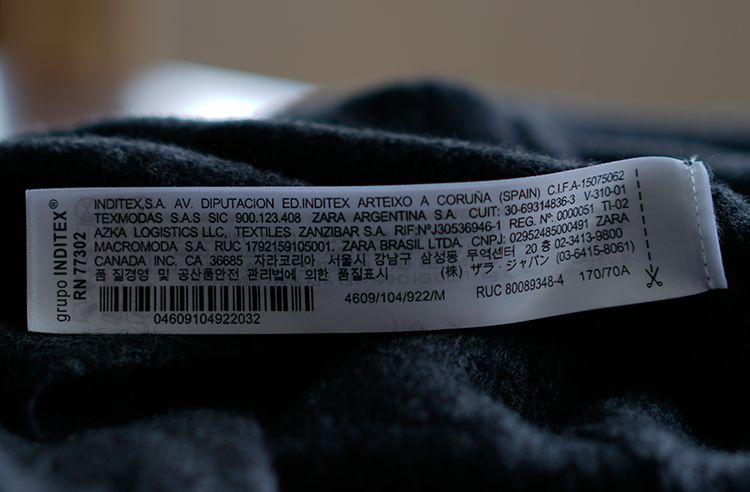 grupo INDITEX®
RN 77302
INDITEX,S.A. AV. DIPUTACION ED.INDITEX ARTEIXO A CORUÑA (SPAIN) C.I.F.A-15075062
TEXMODAS S.A.S SIC 900.123.408 ZARA ARGENTINA S.A. CUIT: 30-69314836-3 V-310-01
AZKA LOGISTICS LLC, TEXTILES ZANZIBAR S.A. RIF:NºJ30536946-1 REG. Nº. 0000051 TI-02
MACROMODA S.A. RUC 1792159105001. ZARA BRASIL LTDA. CNPJ: 02952485000491 ZARA
CANADA INC. CA 36685 자라코리아, 서울시 강남구 삼성동 무역센터 20 층 02-3413-9800
품 질경영 및 공산품안전 관리법에 의한 품질표시 (株) ザラ・ジャパン (03-6415-8061)
4609/104/922/M RUC 80089348-4 170/70A
04609104922032